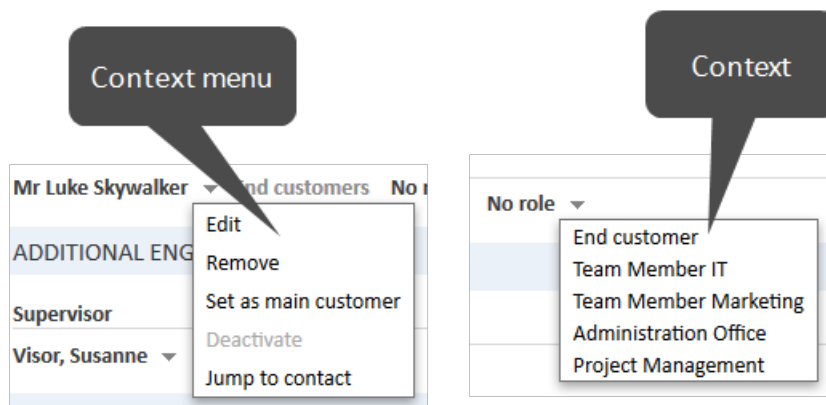 Context menu
Mr Luke Skywalker End customers No
Edit
ADDITIONAL ENG
Remove
Set as main customer
Supervisor
Deactivate
Visor, Susanne
Jump to contact
Context
No role
End customer
Team Member IT
Team Member Marketing
Administration Office
Project Management